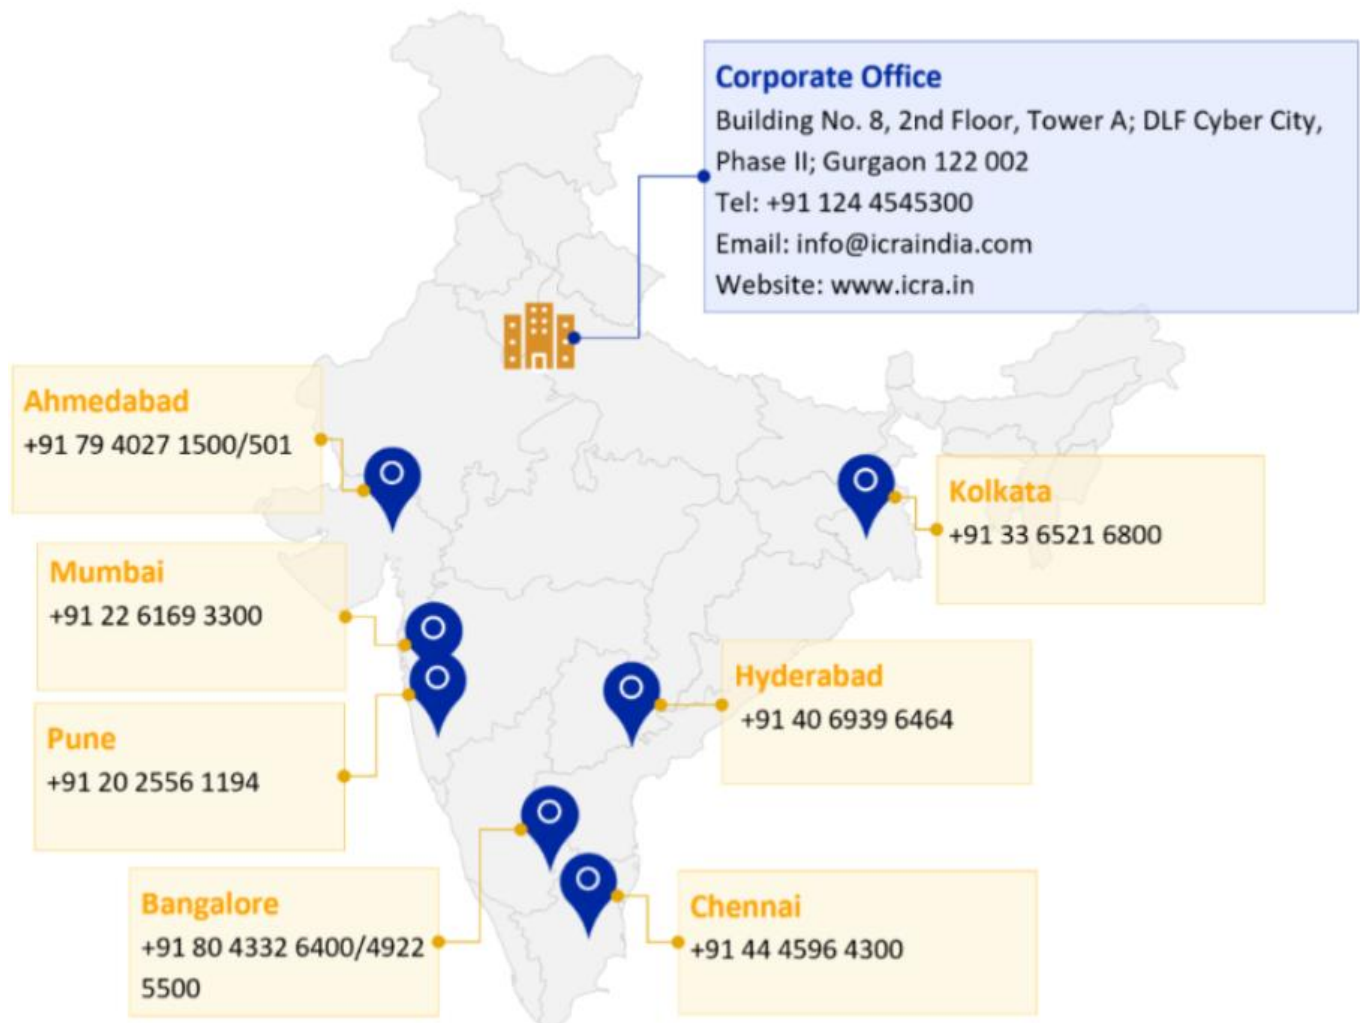 Corporate Office
Building No. 8, 2nd Floor, Tower A; DLF Cyber City,
Phase II; Gurgaon 122 002
Tel: +91 124 4545300
Email: info@icraindia.com
Website: www.icra.in
Ahmedabad
+91 79 4027 1500/501
Kolkata
+91 33 6521 6800
Mumbai
+91 22 6169 3300
Hyderabad
+91 40 6939 6464
Pune
+91 20 2556 1194
Bangalore
+91 80 4332 6400/4922
5500
Chennai
+91 44 4596 4300